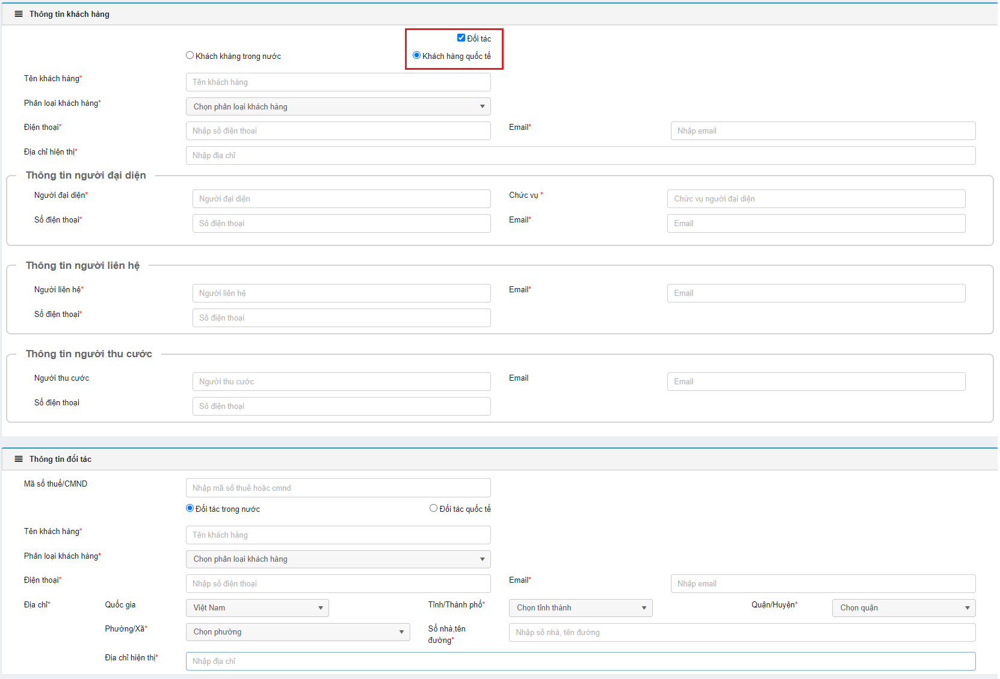 Thông tin khách hàng
Đối tác
Khách khàng trong nước
Khách hàng quốc tế
Tên khách hàng*
Tên khách hàng
Phân loại khách hàng*
Chọn phân loại khách hàng
Điện thoại*
Nhập số điện thoại
Email*
Nhập email
Địa chỉ hiện thị*
Nhập địa chỉ
Thông tin người đại diện
Người đại diện*
Người đại diện
Chức vụ *
Chức vụ người đại diện
Số điện thoại*
Số điện thoại
Email*
Email
Thông tin người liên hệ
Người liên hệ*
Người liên hệ
Email*
Email
Số điện thoại*
Số điện thoại
Thông tin người thu cước
Người thu cước
Người thu cước
Email
Email
Số điện thoại
Số điện thoại
Thông tin đối tác
Mã số thuế/CMND
Nhập mã số thuế hoặc cmnd
Đối tác trong nước
Đối tác quốc tế
Tên khách hàng*
Tên khách hàng
Phân loại khách hàng*
Chọn phân loại khách hàng
Điện thoại*
Nhập số điện thoại
Email*
Nhập email
Địa chỉ*
Quốc gia
Việt Nam
Tỉnh/Thành phố*
Chọn tỉnh thành
Quận/Huyện*
Chọn quận
Phường/Xã*
Chọn phường
Số nhà,tên
đường*
Nhập số nhà, tên đường
Địa chỉ hiện thị*
Nhập địa chỉ